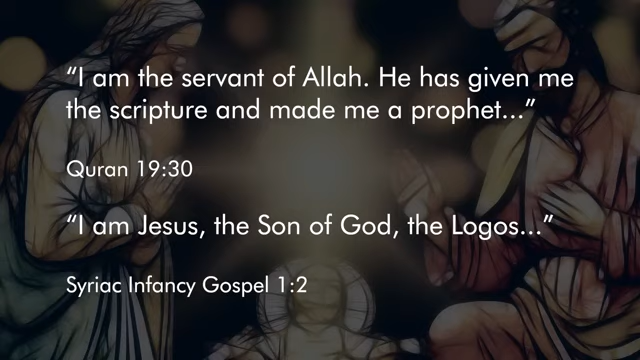 “I am the servant of Allah. He has given me
the scripture and made me a prophet...”
Quran 19:30
“I am Jesus, the Son of God, the Logos...”
Syriac Infancy Gospel 1:2